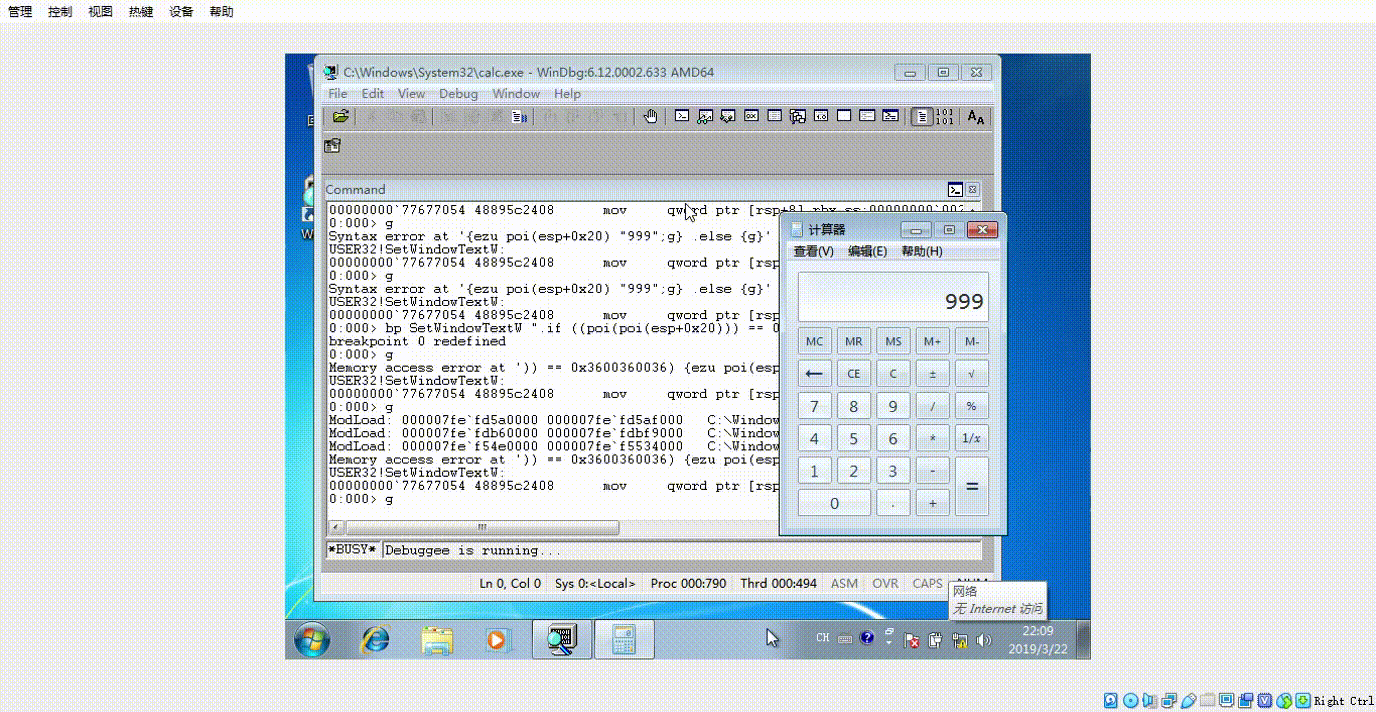 管理 控制 视图 热键 设备 帮助
C:\Windows\System32\calc.exe - WinDbg:6.12.0002.633 AMD64
File Edit View Debug Window Help
Command
00000000`77677054 48895c2408 mov qword ptr [rsp+8],rbx ss:00000000`002
0:000> g
Syntax error at '{ezu poi(esp+0x20) "999";g} .else {g}'
USER32!SetWindowTextW:
00000000`77677054 48895c2408 mov qword ptr [rsp
0:000> g
Syntax error at '{ezu poi(esp+0x20) "999";g} .else {g}'
USER32!SetWindowTextW:
00000000`77677054 48895c2408 mov qword ptr [rsp
0:000> bp SetWindowTextW ".if ((poi(poi(esp+0x20))) == 0
breakpoint 0 redefined
0:000> g
Memory access error at ')) == 0x3600360036) {ezu poi(esp
USER32!SetWindowTextW:
00000000`77677054 48895c2408 mov qword ptr [rsp
0:000> g
ModLoad: 000007fe`fd5a0000 000007fe`fd5af000 C:\Window
ModLoad: 000007fe`fdb60000 000007fe`fdbf9000 C:\Window
ModLoad: 000007fe`f54e0000 000007fe`f5534000 C:\Window
Memory access error at ')) == 0x3600360036) {ezu poi(esp
USER32!SetWindowTextW:
00000000`77677054 48895c2408 mov qword ptr [rsp
0:000> g
*BUSY* Debuggee is running...
Ln 0, Col 0 Sys 0:<Local> Proc 000:790 Thrd 000:494 ASM OVR CAPS NUM
计算器
查看(V) 编辑(E) 帮助(H)
999
MC MR MS M+ M-
← CE C ± √
7 8 9 / %
4 5 6 * 1/x
1 2 3 - =
0 . +
网络
无 Internet 访问
CH
22:09
2019/3/22
Right Ctrl